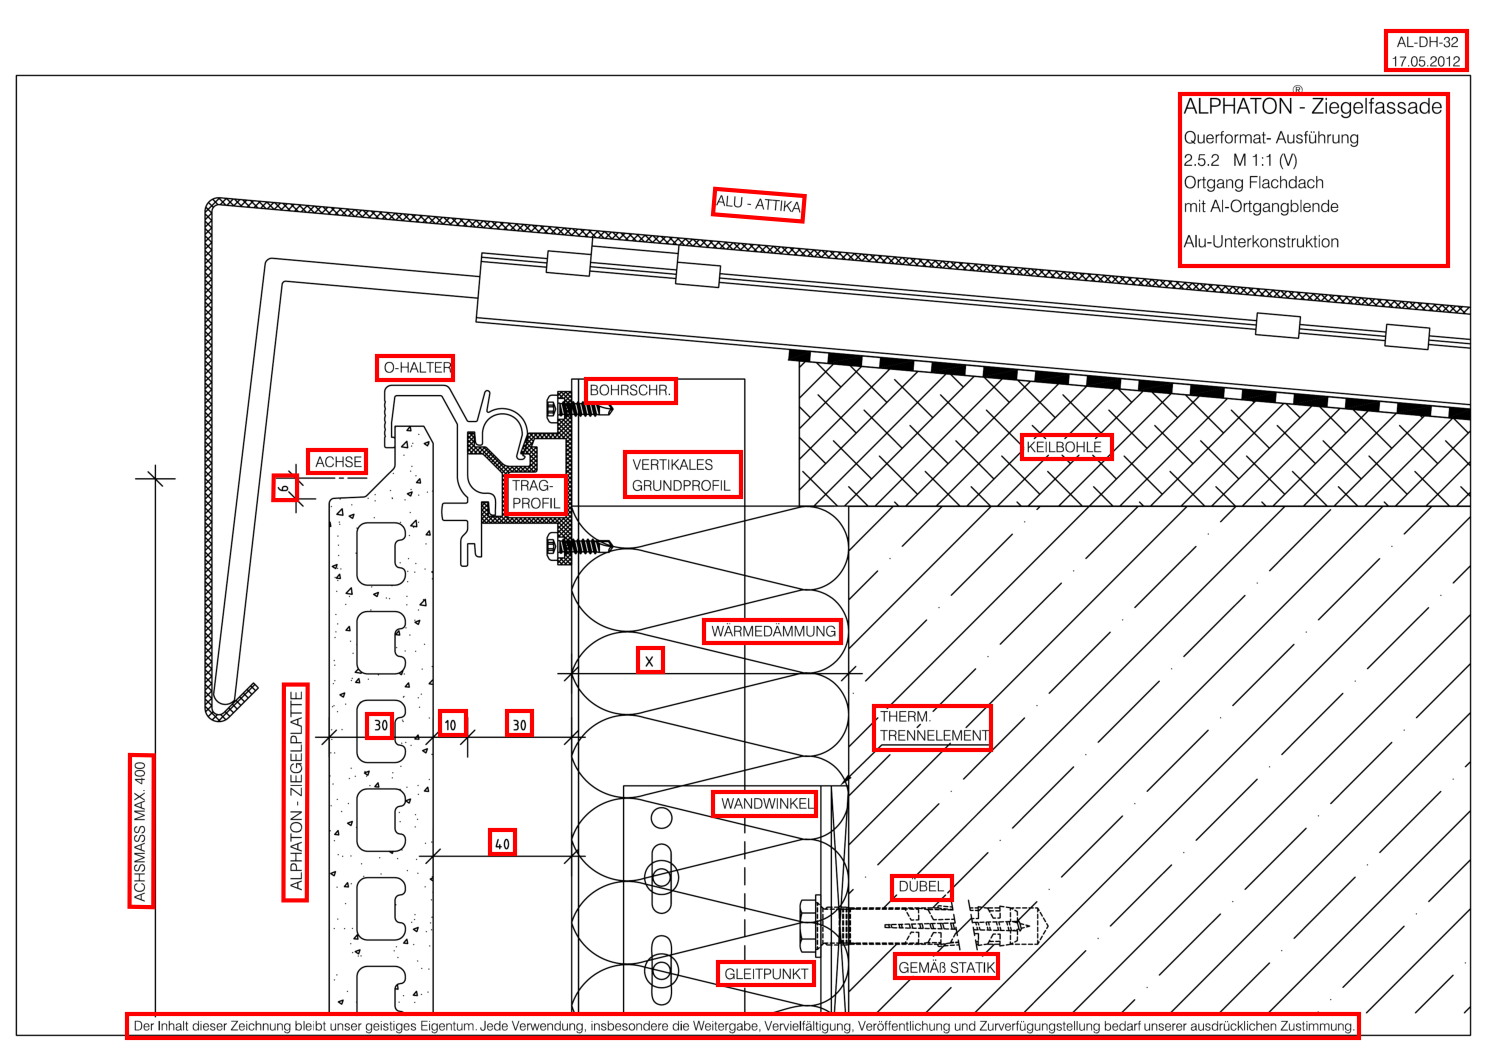 AL-DH-32
17.05.2012
®
ALPHATON - Ziegelfassade
Querformat- Ausführung
2.5.2 M 1:1 (V)
Ortgang Flachdach
mit Al-Ortgangblende
Alu-Unterkonstruktion
ALU - ATTIKA
O-HALTER
BOHRSCHR.
KEILBOHLE
ACHSE
VERTIKALES
GRUNDPROFIL
6
TRAG-
PROFIL
WÄRMEDÄMMUNG
X
ALPHATON - ZIEGELPLATTE
30
10
30
THERM.
TRENNELEMENT
ACHSMASS MAX. 400
WANDWINKEL
40
DÜBEL
GEMÄß STATIK
GLEITPUNKT
Der Inhalt dieser Zeichnung bleibt unser geistiges Eigentum. Jede Verwendung, insbesondere die Weitergabe, Vervielfältigung, Veröffentlichung und Zurverfügungstellung bedarf unserer ausdrücklichen Zustimmung.